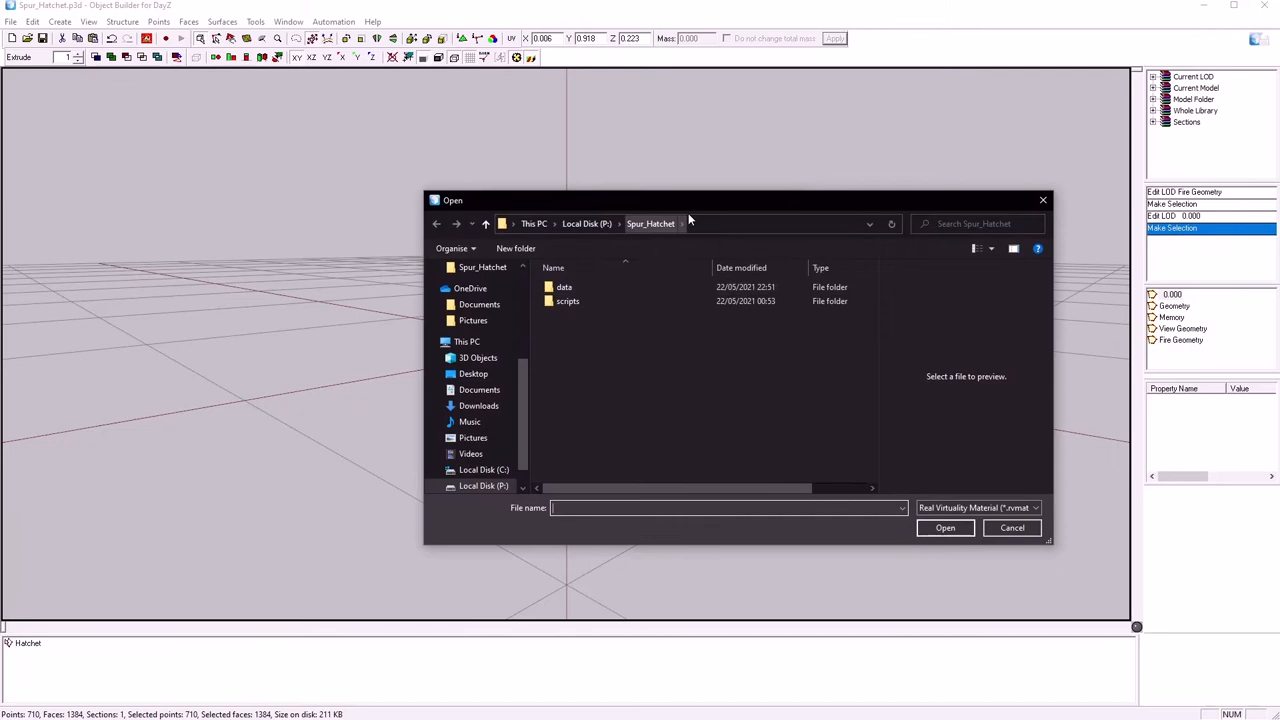 Spur_Hatchet.p3d - Object Builder for DayZ
File Edit Create View Structure Points Faces Surfaces Tools Window Automation Help
UV X 0.006 Y 0.918 Z 0.223 Mass: 0.000 Do not change total mass Apply
Extrude 1 XY XZ YZ
Current LOD
Current Model
Model Folder
Whole Library
Sections
Edit LOD Fire Geometry
Make Selection
Edit LOD 0.000
Make Selection
0.000
Geometry
Memory
View Geometry
Fire Geometry
Property Name Value
Open
This PC > Local Disk (P:) > Spur_Hatchet > Search Spur_Hatchet
Organise New folder
Spur_Hatchet
OneDrive
Documents
Pictures
This PC
3D Objects
Desktop
Documents
Downloads
Music
Pictures
Videos
Local Disk (C:)
Local Disk (P:)
Name Date modified Type
data 22/05/2021 22:51 File folder
scripts 22/05/2021 00:53 File folder
Select a file to preview.
File name: Real Virtuality Material (*.rvmat
Open Cancel
Hatchet
Points: 710, Faces: 1384, Sections: 1, Selected points: 710, Selected faces: 1384, Size on disk: 211 KB
NUM